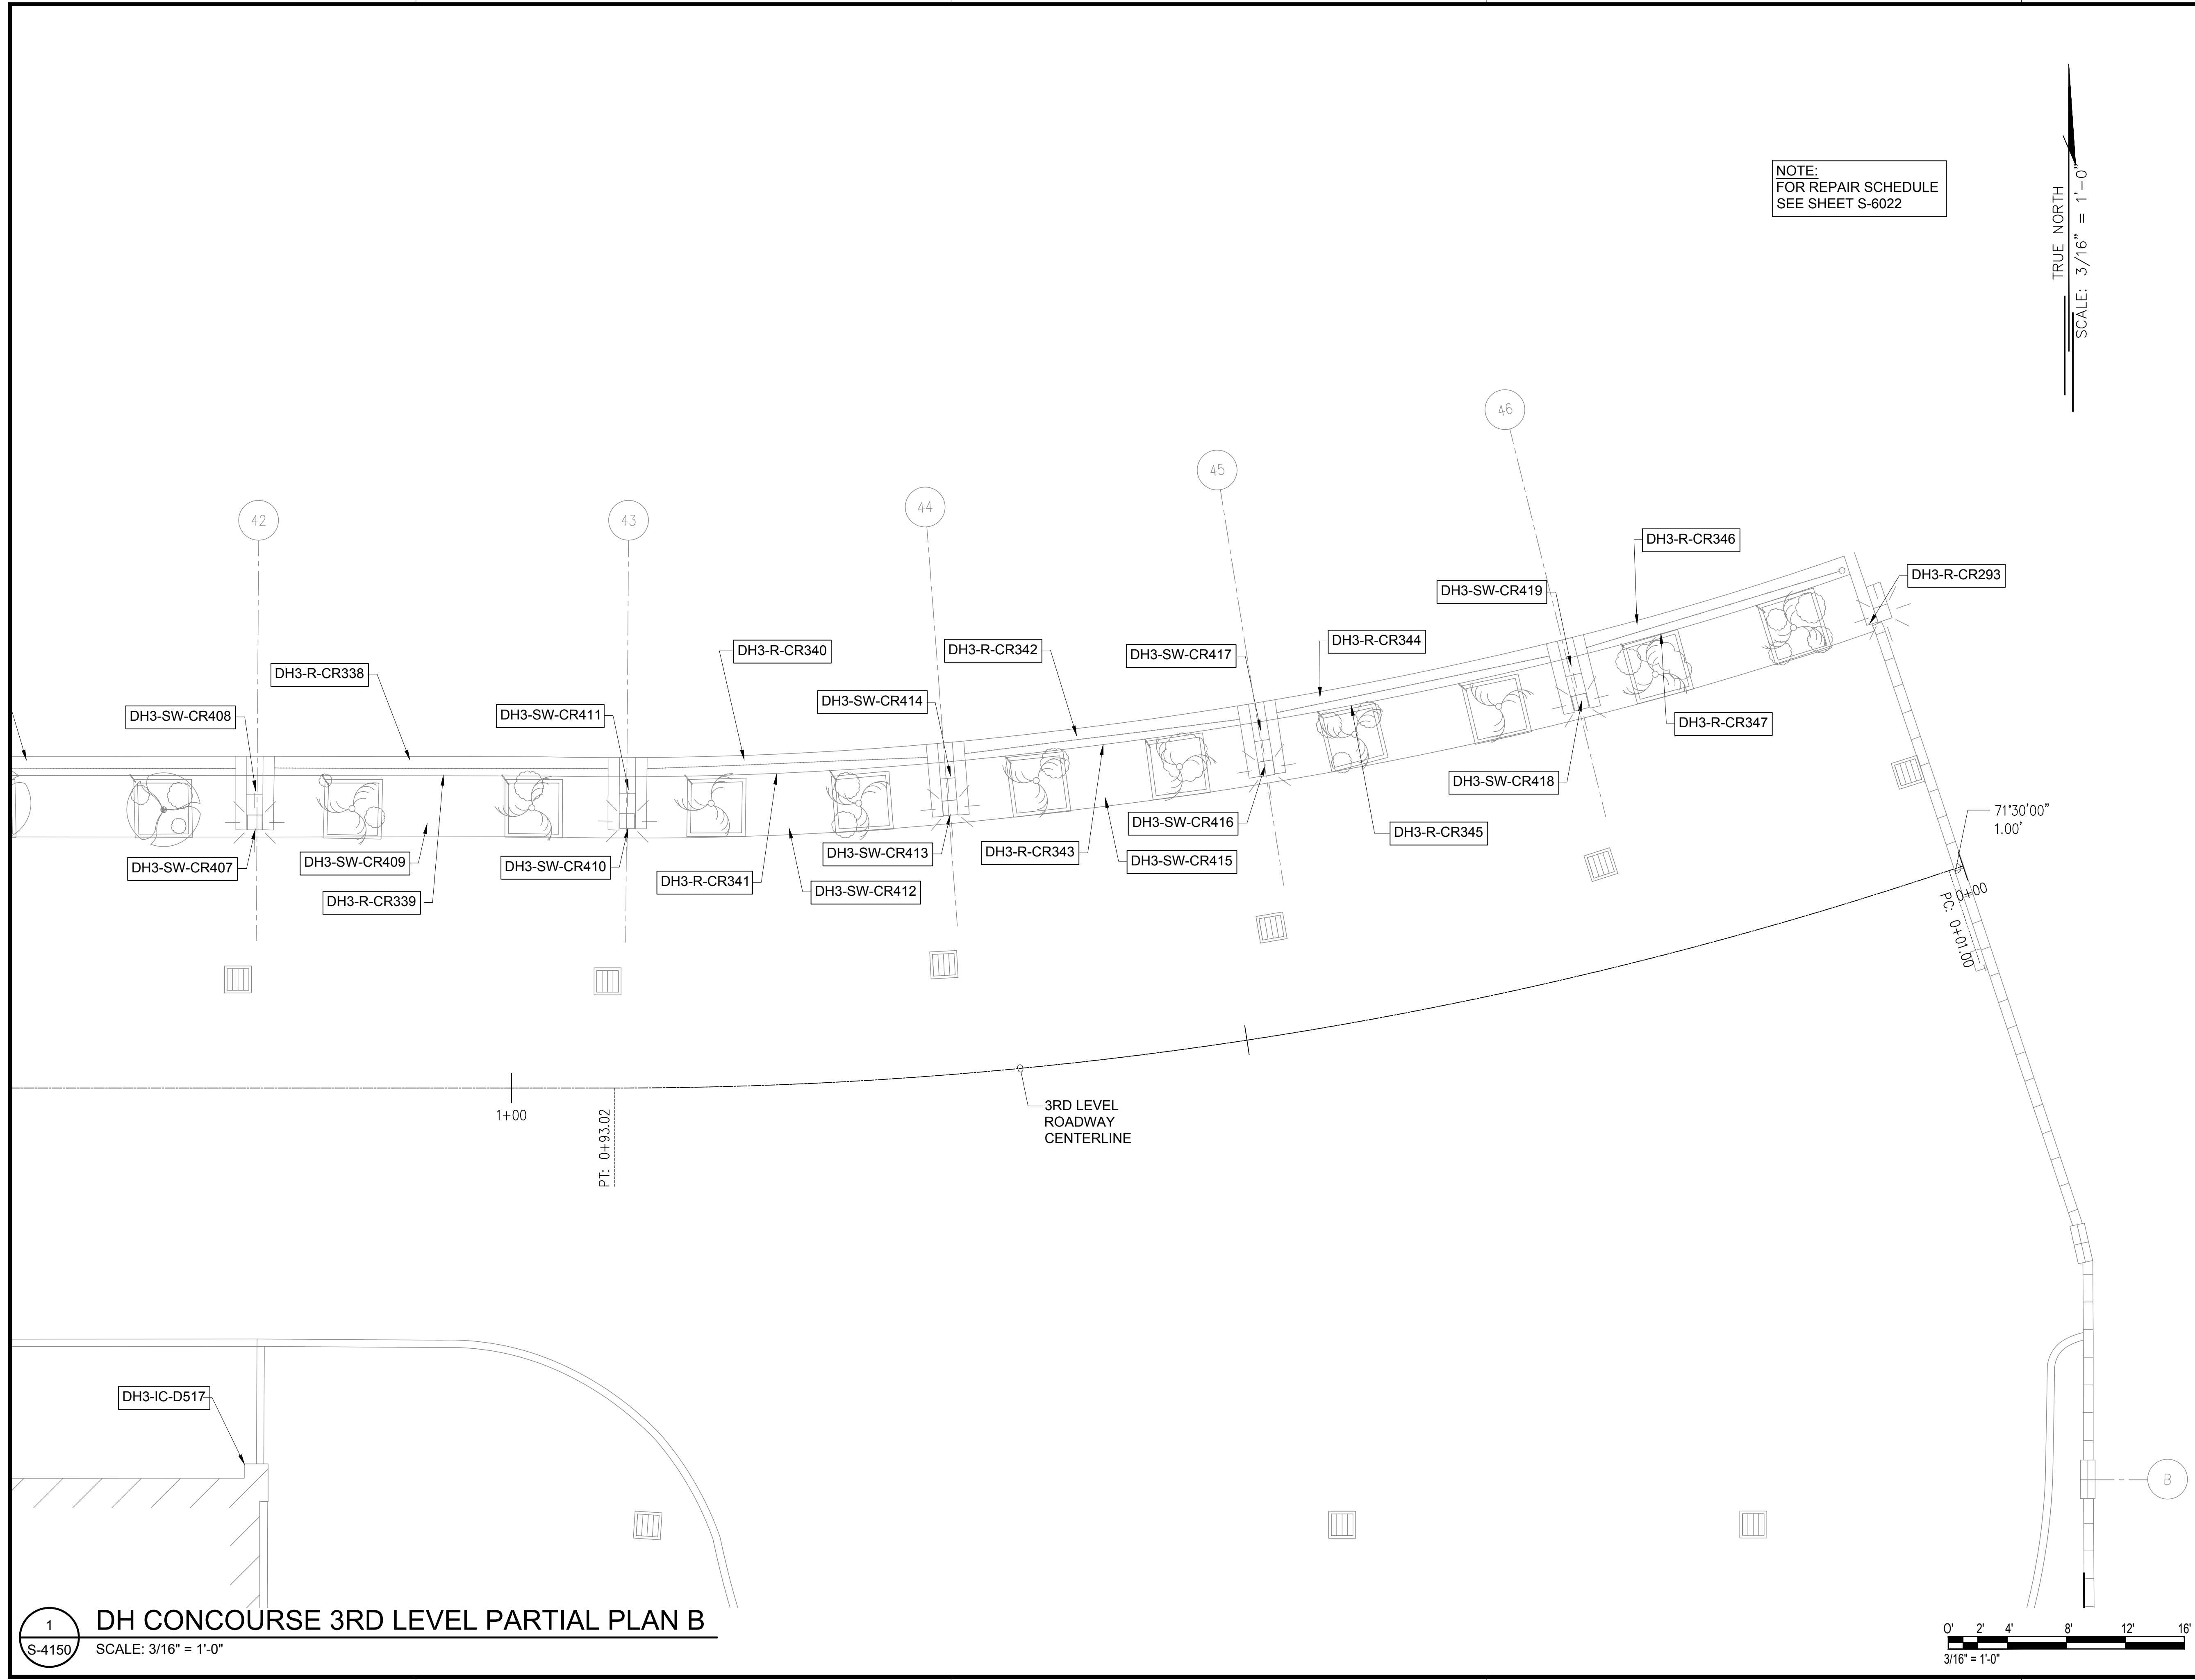 NOTE:
FOR REPAIR SCHEDULE
SEE SHEET S-6022
TRUE NORTH
SCALE: 3/16" = 1'-0"
46
45
44
42
43
DH3-R-CR346
DH3-R-CR293
DH3-SW-CR419
DH3-R-CR344
DH3-R-CR340
DH3-R-CR342
DH3-SW-CR417
DH3-R-CR338
DH3-SW-CR414
DH3-SW-CR408
DH3-SW-CR411
DH3-R-CR347
DH3-SW-CR418
DH3-SW-CR416
DH3-R-CR345
71°30'00"
1.00'
DH3-SW-CR407
DH3-SW-CR409
DH3-SW-CR410
DH3-SW-CR413
DH3-R-CR343
DH3-SW-CR415
DH3-R-CR339
DH3-R-CR341
DH3-SW-CR412
0+00
PC: 0+01.00
1+00
PT: 0+93.02
3RD LEVEL
ROADWAY
CENTERLINE
DH3-IC-D517
B
1
S-4150
DH CONCOURSE 3RD LEVEL PARTIAL PLAN B
SCALE: 3/16" = 1'-0"
0' 2' 4' 8' 12' 16'
3/16" = 1'-0"